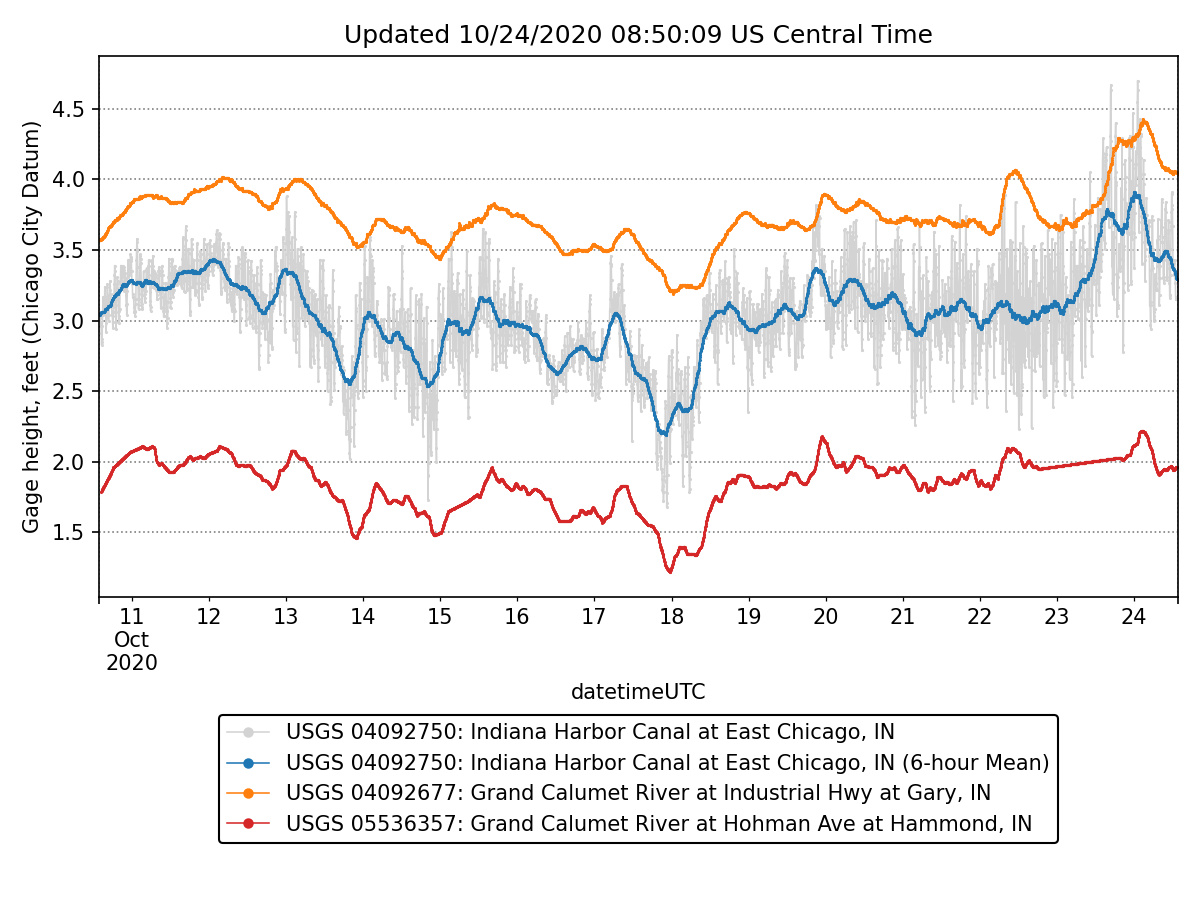 Updated 10/24/2020 08:50:09 US Central Time
Gage height, feet (Chicago City Datum)
4.5
4.0
3.5
3.0
2.5
2.0
1.5
11 12 13 14 15 16 17 18 19 20 21 22 23 24
Oct
2020
datetimeUTC
USGS 04092750: Indiana Harbor Canal at East Chicago, IN
USGS 04092750: Indiana Harbor Canal at East Chicago, IN (6-hour Mean)
USGS 04092677: Grand Calumet River at Industrial Hwy at Gary, IN
USGS 05536357: Grand Calumet River at Hohman Ave at Hammond, IN